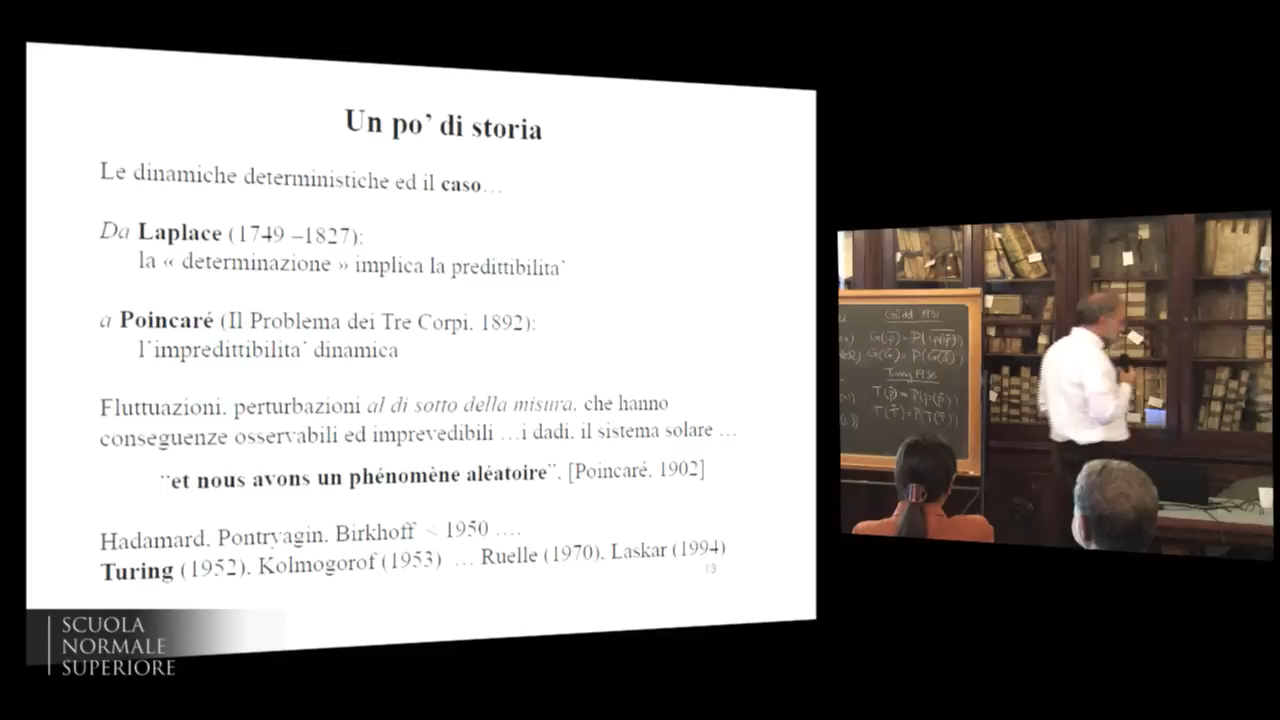 Un po’ di storia
Le dinamiche deterministiche ed il caso…
Da Laplace (1749 –1827):
la « determinazione » implica la predittibilita`
a Poincaré (Il Problema dei Tre Corpi, 1892):
l`impredittibilita` dinamica
Fluttuazioni, perturbazioni al di sotto della misura, che hanno
conseguenze osservabili ed imprevedibili …i dadi, il sistema solare …
¨et nous avons un phénomène aléatoire¨. [Poincaré, 1902]
Hadamard, Pontryagin, Birkhoff < 1950 ….
Turing (1952), Kolmogorof (1953) … Ruelle (1970), Laskar (1994)
13
SCUOLA
NORMALE
SUPERIORE
Gödel 1931
Turing 1936